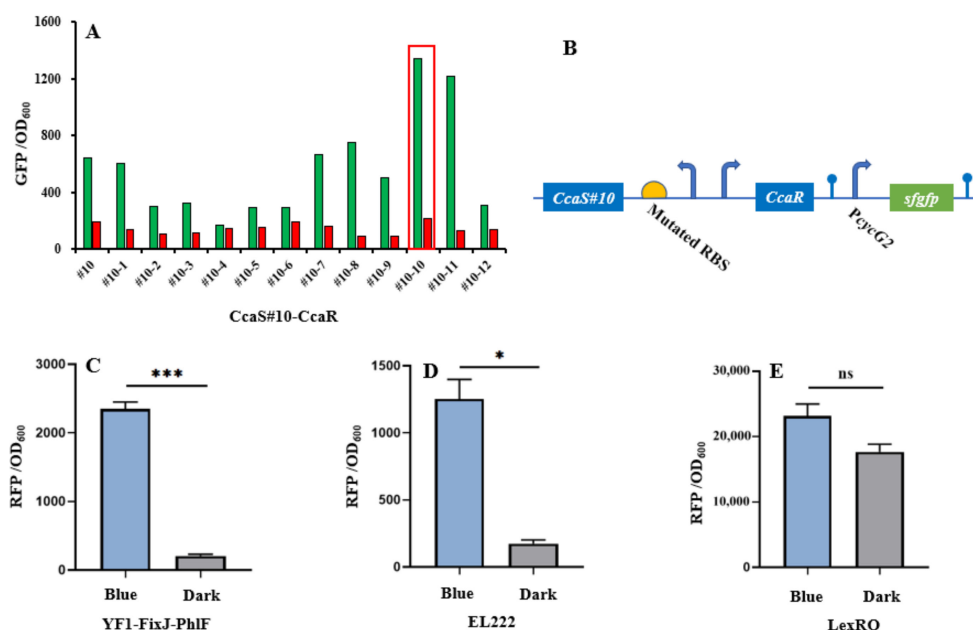 A
1600
1200
800
400
0
GFP /OD600
#10
#10-1
#10-2
#10-3
#10-4
#10-5
#10-6
#10-7
#10-8
#10-9
#10-10
#10-11
#10-12
CcaS#10-CcaR
B
CcaS#10
Mutated RBS
CcaR
PcycG2
sfgfp
C
3000
2000
1000
0
RFP /OD600
***
Blue
Dark
YF1-FixJ-PhlF
D
1500
1000
500
0
RFP /OD600
*
Blue
Dark
EL222
E
30,000
20,000
10,000
0
RFP /OD600
ns
Blue
Dark
LexRO